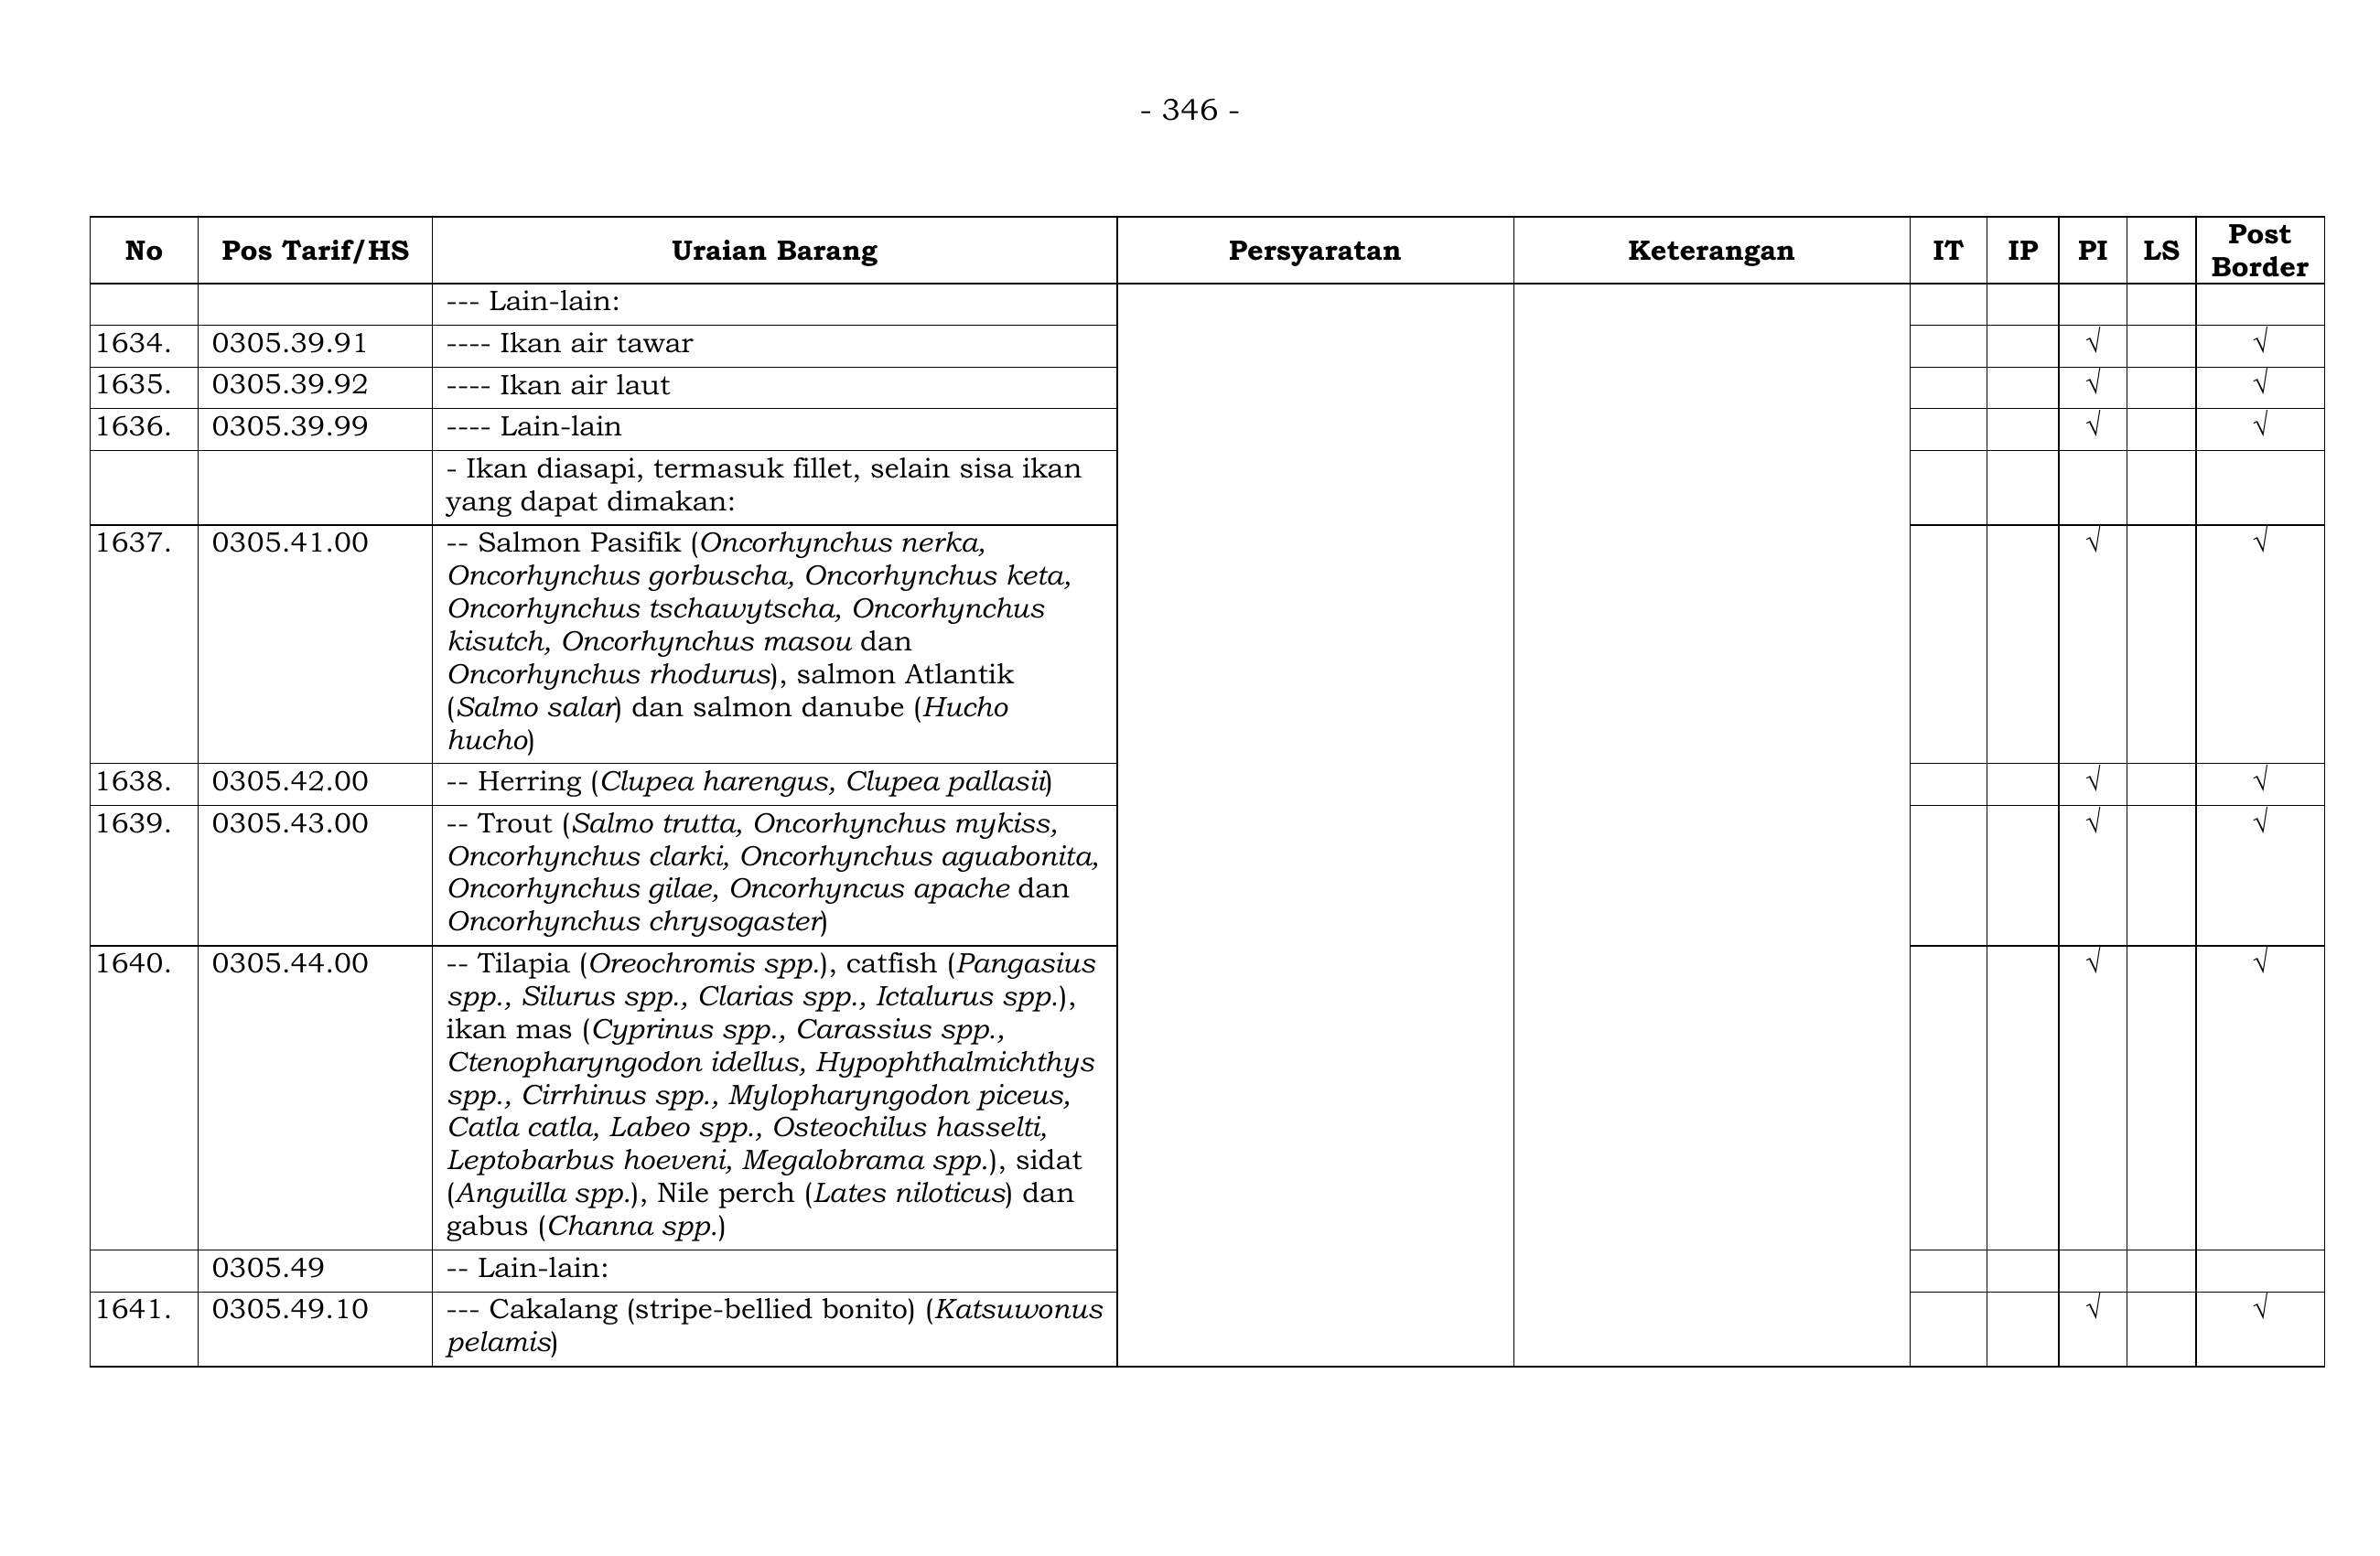 - 346 -
No Pos Tarif/HS Uraian Barang Persyaratan Keterangan IT IP PI LS Post Border
--- Lain-lain:
1634. 0305.39.91 ---- Ikan air tawar √ √
1635. 0305.39.92 ---- Ikan air laut √ √
1636. 0305.39.99 ---- Lain-lain √ √
- Ikan diasapi, termasuk fillet, selain sisa ikan
yang dapat dimakan:
1637. 0305.41.00 -- Salmon Pasifik (Oncorhynchus nerka, √ √
Oncorhynchus gorbuscha, Oncorhynchus keta,
Oncorhynchus tschawytscha, Oncorhynchus
kisutch, Oncorhynchus masou dan
Oncorhynchus rhodurus), salmon Atlantik
(Salmo salar) dan salmon danube (Hucho
hucho)
1638. 0305.42.00 -- Herring (Clupea harengus, Clupea pallasii) √ √
1639. 0305.43.00 -- Trout (Salmo trutta, Oncorhynchus mykiss, √ √
Oncorhynchus clarki, Oncorhynchus aguabonita,
Oncorhynchus gilae, Oncorhyncus apache dan
Oncorhynchus chrysogaster)
1640. 0305.44.00 -- Tilapia (Oreochromis spp.), catfish (Pangasius √ √
spp., Silurus spp., Clarias spp., Ictalurus spp.),
ikan mas (Cyprinus spp., Carassius spp.,
Ctenopharyngodon idellus, Hypophthalmichthys
spp., Cirrhinus spp., Mylopharyngodon piceus,
Catla catla, Labeo spp., Osteochilus hasselti,
Leptobarbus hoeveni, Megalobrama spp.), sidat
(Anguilla spp.), Nile perch (Lates niloticus) dan
gabus (Channa spp.)
0305.49 -- Lain-lain:
1641. 0305.49.10 --- Cakalang (stripe-bellied bonito) (Katsuwonus √ √
pelamis)